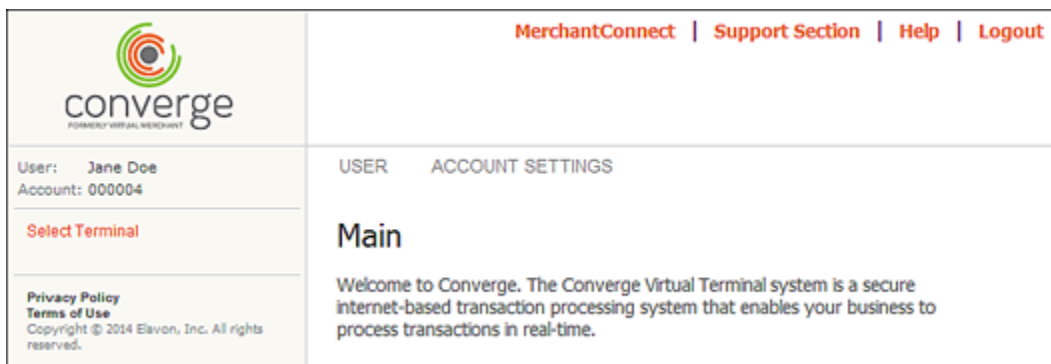 MerchantConnect | Support Section | Help | Logout
converge
FORMERLY VIRTUAL MERCHANT
User: Jane Doe
Account: 000004
Select Terminal
Privacy Policy
Terms of Use
Copyright © 2014 Elavon, Inc. All rights
reserved.
USER ACCOUNT SETTINGS
Main
Welcome to Converge. The Converge Virtual Terminal system is a secure
internet-based transaction processing system that enables your business to
process transactions in real-time.